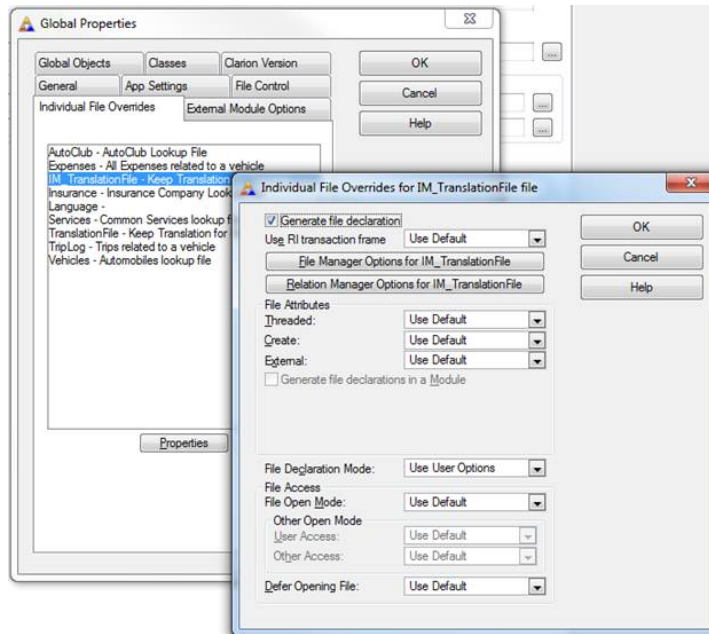 Global Properties
Global Objects
Classes
Clarion Version
General
App Settings
File Control
Individual File Overrides
External Module Options
OK
Cancel
Help
AutoClub - AutoClub Lookup File
Expenses - All Expenses related to a vehicle
IM_TranslationFile - Keep Translation
Insurance - Insurance Company Look
Language -
Services - Common Services lookup f
TranslationFile - Keep Translation for
TripLog - Trips related to a vehicle
Vehicles - Automobiles lookup file
Properties
Individual File Overrides for IM_TranslationFile file
Generate file declaration
Use RI transaction frame Use Default
File Manager Options for IM_TranslationFile
Relation Manager Options for IM_TranslationFile
File Attributes
Threaded: Use Default
Create: Use Default
External: Use Default
Generate file declarations in a Module
File Declaration Mode: Use User Options
File Access
File Open Mode: Use Default
Other Open Mode
User Access: Use Default
Other Access: Use Default
Defer Opening File: Use Default
OK
Cancel
Help